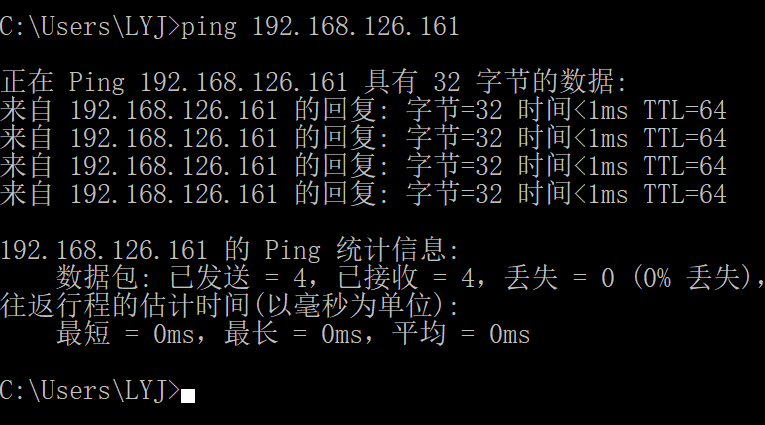 C:\Users\LYJ>ping 192.168.126.161
正在 Ping 192.168.126.161 具有 32 字节的数据:
来自 192.168.126.161 的回复: 字节=32 时间<1ms TTL=64
来自 192.168.126.161 的回复: 字节=32 时间<1ms TTL=64
来自 192.168.126.161 的回复: 字节=32 时间<1ms TTL=64
来自 192.168.126.161 的回复: 字节=32 时间<1ms TTL=64
192.168.126.161 的 Ping 统计信息:
数据包: 已发送 = 4，已接收 = 4，丢失 = 0 (0% 丢失)，
往返行程的估计时间(以毫秒为单位):
最短 = 0ms，最长 = 0ms，平均 = 0ms
C:\Users\LYJ>